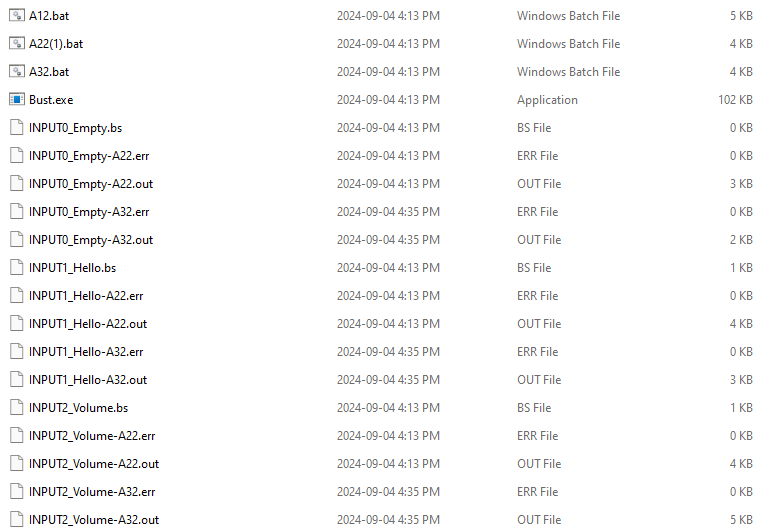 A12.bat 2024-09-04 4:13 PM Windows Batch File 5 KB
A22(1).bat 2024-09-04 4:13 PM Windows Batch File 4 KB
A32.bat 2024-09-04 4:13 PM Windows Batch File 4 KB
Bust.exe 2024-09-04 4:13 PM Application 102 KB
INPUT0_Empty.bs 2024-09-04 4:13 PM BS File 0 KB
INPUT0_Empty-A22.err 2024-09-04 4:13 PM ERR File 0 KB
INPUT0_Empty-A22.out 2024-09-04 4:13 PM OUT File 3 KB
INPUT0_Empty-A32.err 2024-09-04 4:35 PM ERR File 0 KB
INPUT0_Empty-A32.out 2024-09-04 4:35 PM OUT File 2 KB
INPUT1_Hello.bs 2024-09-04 4:13 PM BS File 1 KB
INPUT1_Hello-A22.err 2024-09-04 4:13 PM ERR File 0 KB
INPUT1_Hello-A22.out 2024-09-04 4:13 PM OUT File 4 KB
INPUT1_Hello-A32.err 2024-09-04 4:35 PM ERR File 0 KB
INPUT1_Hello-A32.out 2024-09-04 4:35 PM OUT File 3 KB
INPUT2_Volume.bs 2024-09-04 4:13 PM BS File 1 KB
INPUT2_Volume-A22.err 2024-09-04 4:13 PM ERR File 0 KB
INPUT2_Volume-A22.out 2024-09-04 4:13 PM OUT File 4 KB
INPUT2_Volume-A32.err 2024-09-04 4:35 PM ERR File 0 KB
INPUT2_Volume-A32.out 2024-09-04 4:35 PM OUT File 5 KB